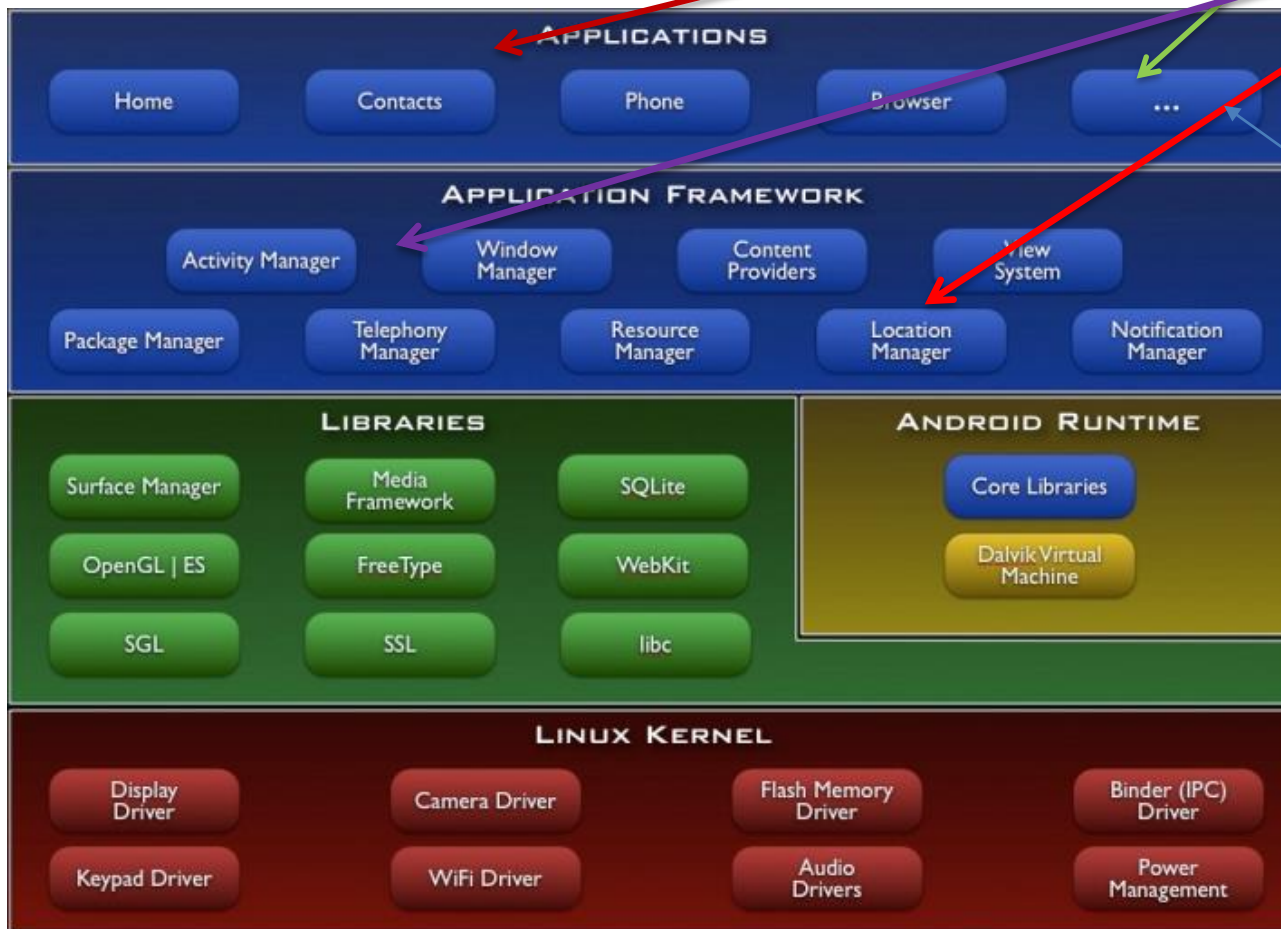 APPLICATIONS
Home
Contacts
Phone
Browser
...
APPLICATION FRAMEWORK
Activity Manager
Window
Manager
Content
Providers
View
System
Package Manager
Telephony
Manager
Resource
Manager
Location
Manager
Notification
Manager
LIBRARIES
Surface Manager
Media
Framework
SQLite
OpenGL | ES
FreeType
WebKit
SGL
SSL
libc
ANDROID RUNTIME
Core Libraries
Dalvik Virtual
Machine
LINUX KERNEL
Display
Driver
Camera Driver
Flash Memory
Driver
Binder (IPC)
Driver
Keypad Driver
WiFi Driver
Audio
Drivers
Power
Management